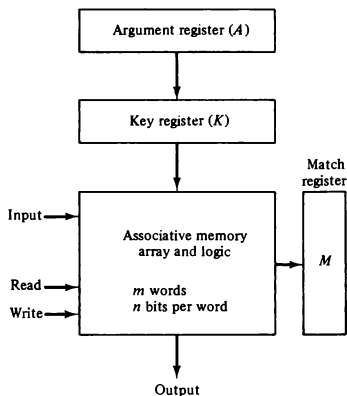 Argument register (A)
Key register (K)
Match
register
Input
Associative memory
array and logic
M
Read
m words
Write
n bits per word
Output